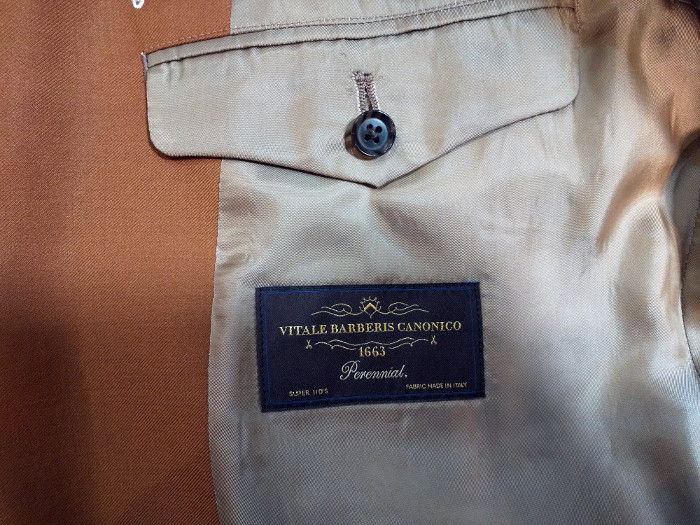 VITALE BARBERIS CANONICO
1663
Perennial.
SUPER 110'S FABRIC MADE IN ITALY